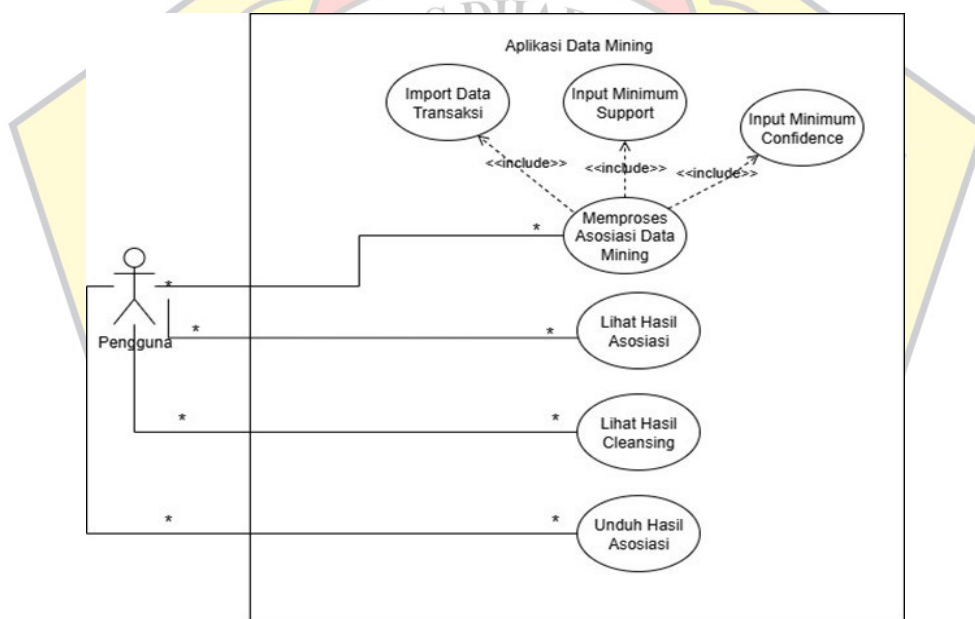 Aplikasi Data Mining
Import Data
Transaksi
Input Minimum
Support
Input Minimum
Confidence
<<include>>
<<include>>
<<include>>
Memproses
Asosiasi Data
Mining
*
*
Pengguna
Lihat Hasil
Asosiasi
*
*
Lihat Hasil
Cleansing
*
*
Unduh Hasil
Asosiasi
*
*